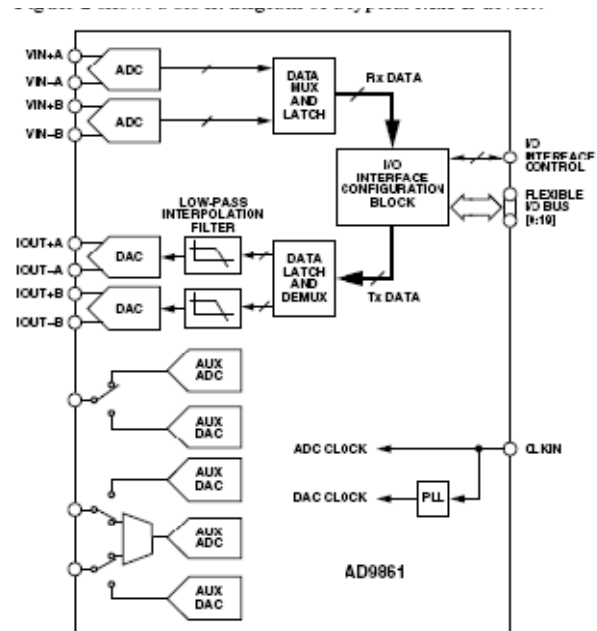 VIN+A
VIN−A
VIN+B
VIN−B
ADC
ADC
DATA
MUX
AND
LATCH
Rx DATA
I/O
INTERFACE
CONFIGURATION
BLOCK
I/O
INTERFACE
CONTROL
FLEXIBLE
I/O BUS
[0:19]
LOW-PASS
INTERPOLATION
FILTER
IOUT+A
IOUT−A
IOUT+B
IOUT−B
DAC
DAC
DATA
LATCH
AND
DEMUX
Tx DATA
AUX
ADC
AUX
DAC
AUX
DAC
AUX
ADC
AUX
DAC
ADC CLOCK
CLKIN
DAC CLOCK
PLL
AD9861